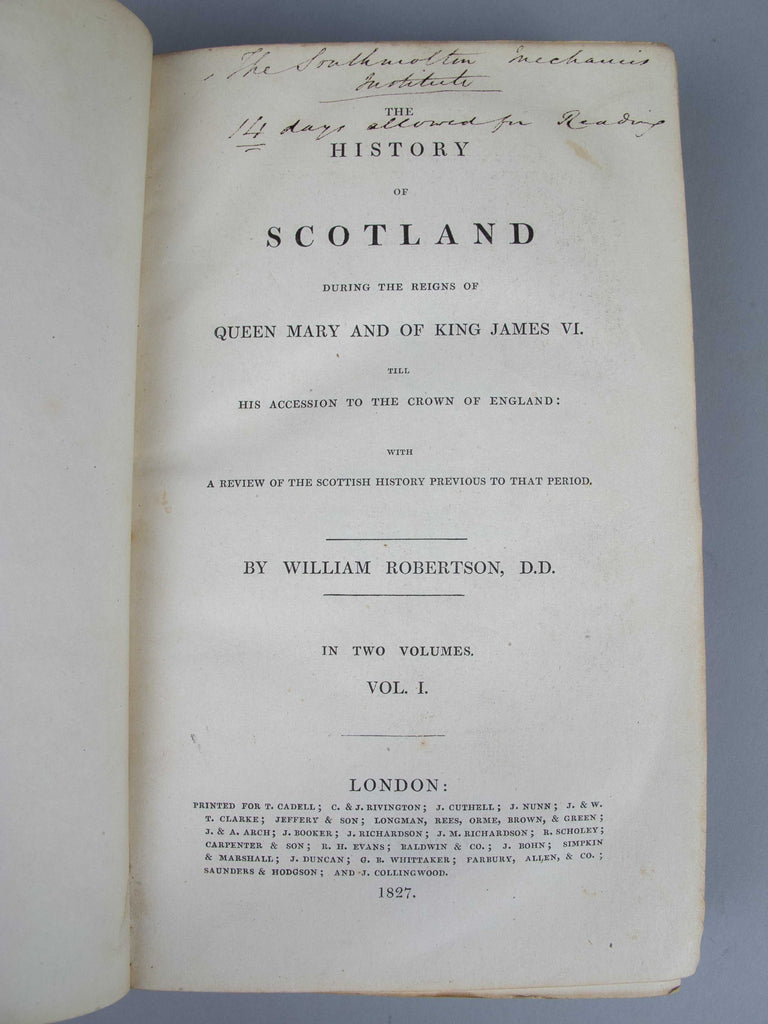 The Southmolton Mechanics
Institute
THE
14 days allowed for Reading
HISTORY
OF
SCOTLAND
DURING THE REIGNS OF
QUEEN MARY AND OF KING JAMES VI.
TILL
HIS ACCESSION TO THE CROWN OF ENGLAND:
WITH
A REVIEW OF THE SCOTTISH HISTORY PREVIOUS TO THAT PERIOD.
BY WILLIAM ROBERTSON, D.D.
IN TWO VOLUMES.
VOL. I.
LONDON:
PRINTED FOR T. CADELL; C. & J. RIVINGTON; J. CUTHELL; J. NUNN; J. & W.
T. CLARKE; JEFFERY & SON; LONGMAN, REES, ORME, BROWN, & GREEN;
J. & A. ARCH; J. BOOKER; J. RICHARDSON; J. M. RICHARDSON; R. SCHOLEY;
CARPENTER & SON; R. H. EVANS; BALDWIN & CO.; J. BOHN; SIMPKIN
& MARSHALL; J. DUNCAN; G. B. WHITTAKER; PARBURY, ALLEN, & CO.;
SAUNDERS & HODGSON; AND J. COLLINGWOOD.
1827.